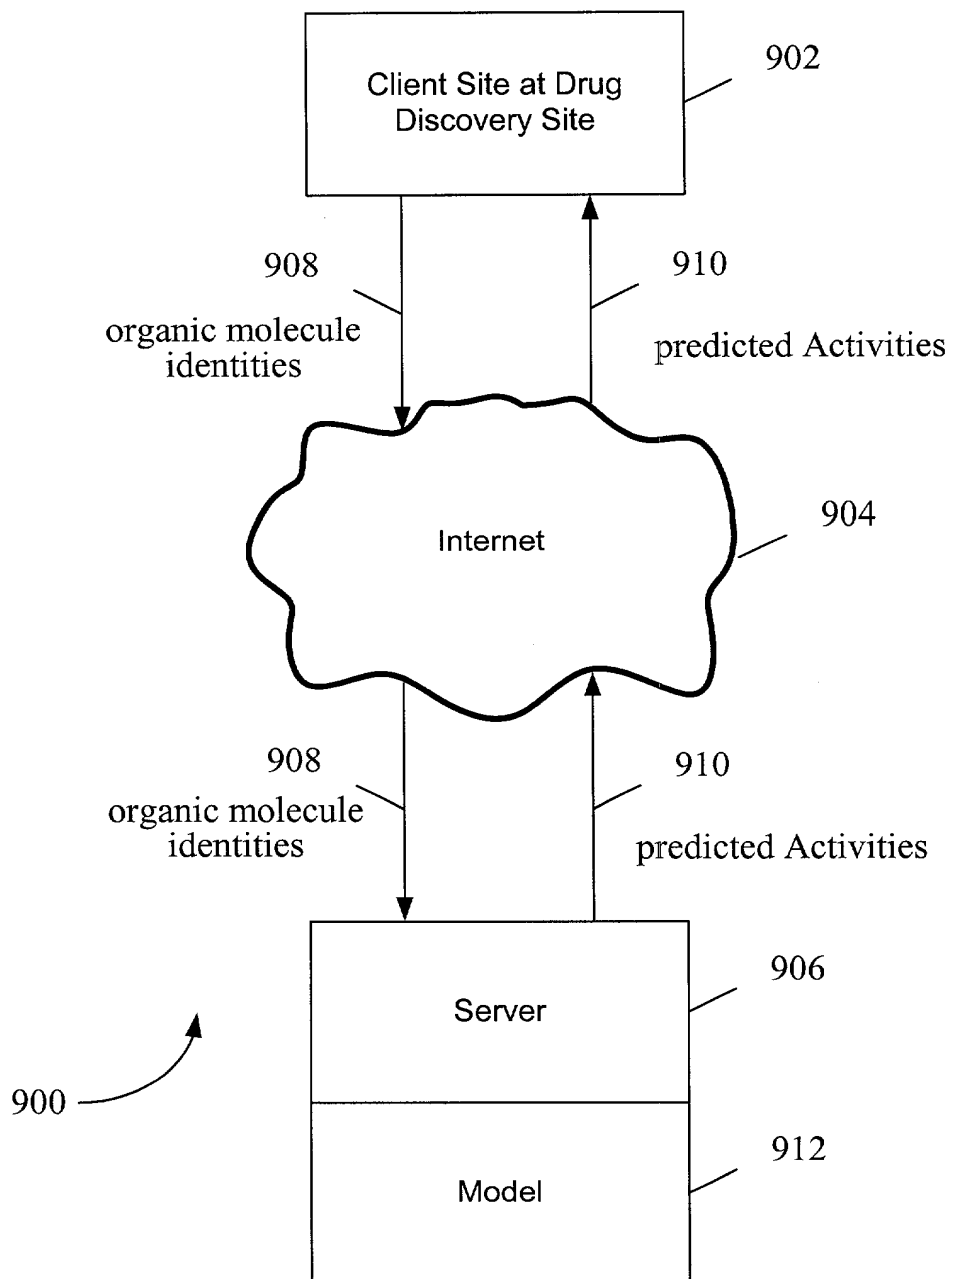 902
Client Site at Drug
Discovery Site
908
910
organic molecule
identities
predicted Activities
904
Internet
908
910
organic molecule
identities
predicted Activities
906
Server
900
912
Model